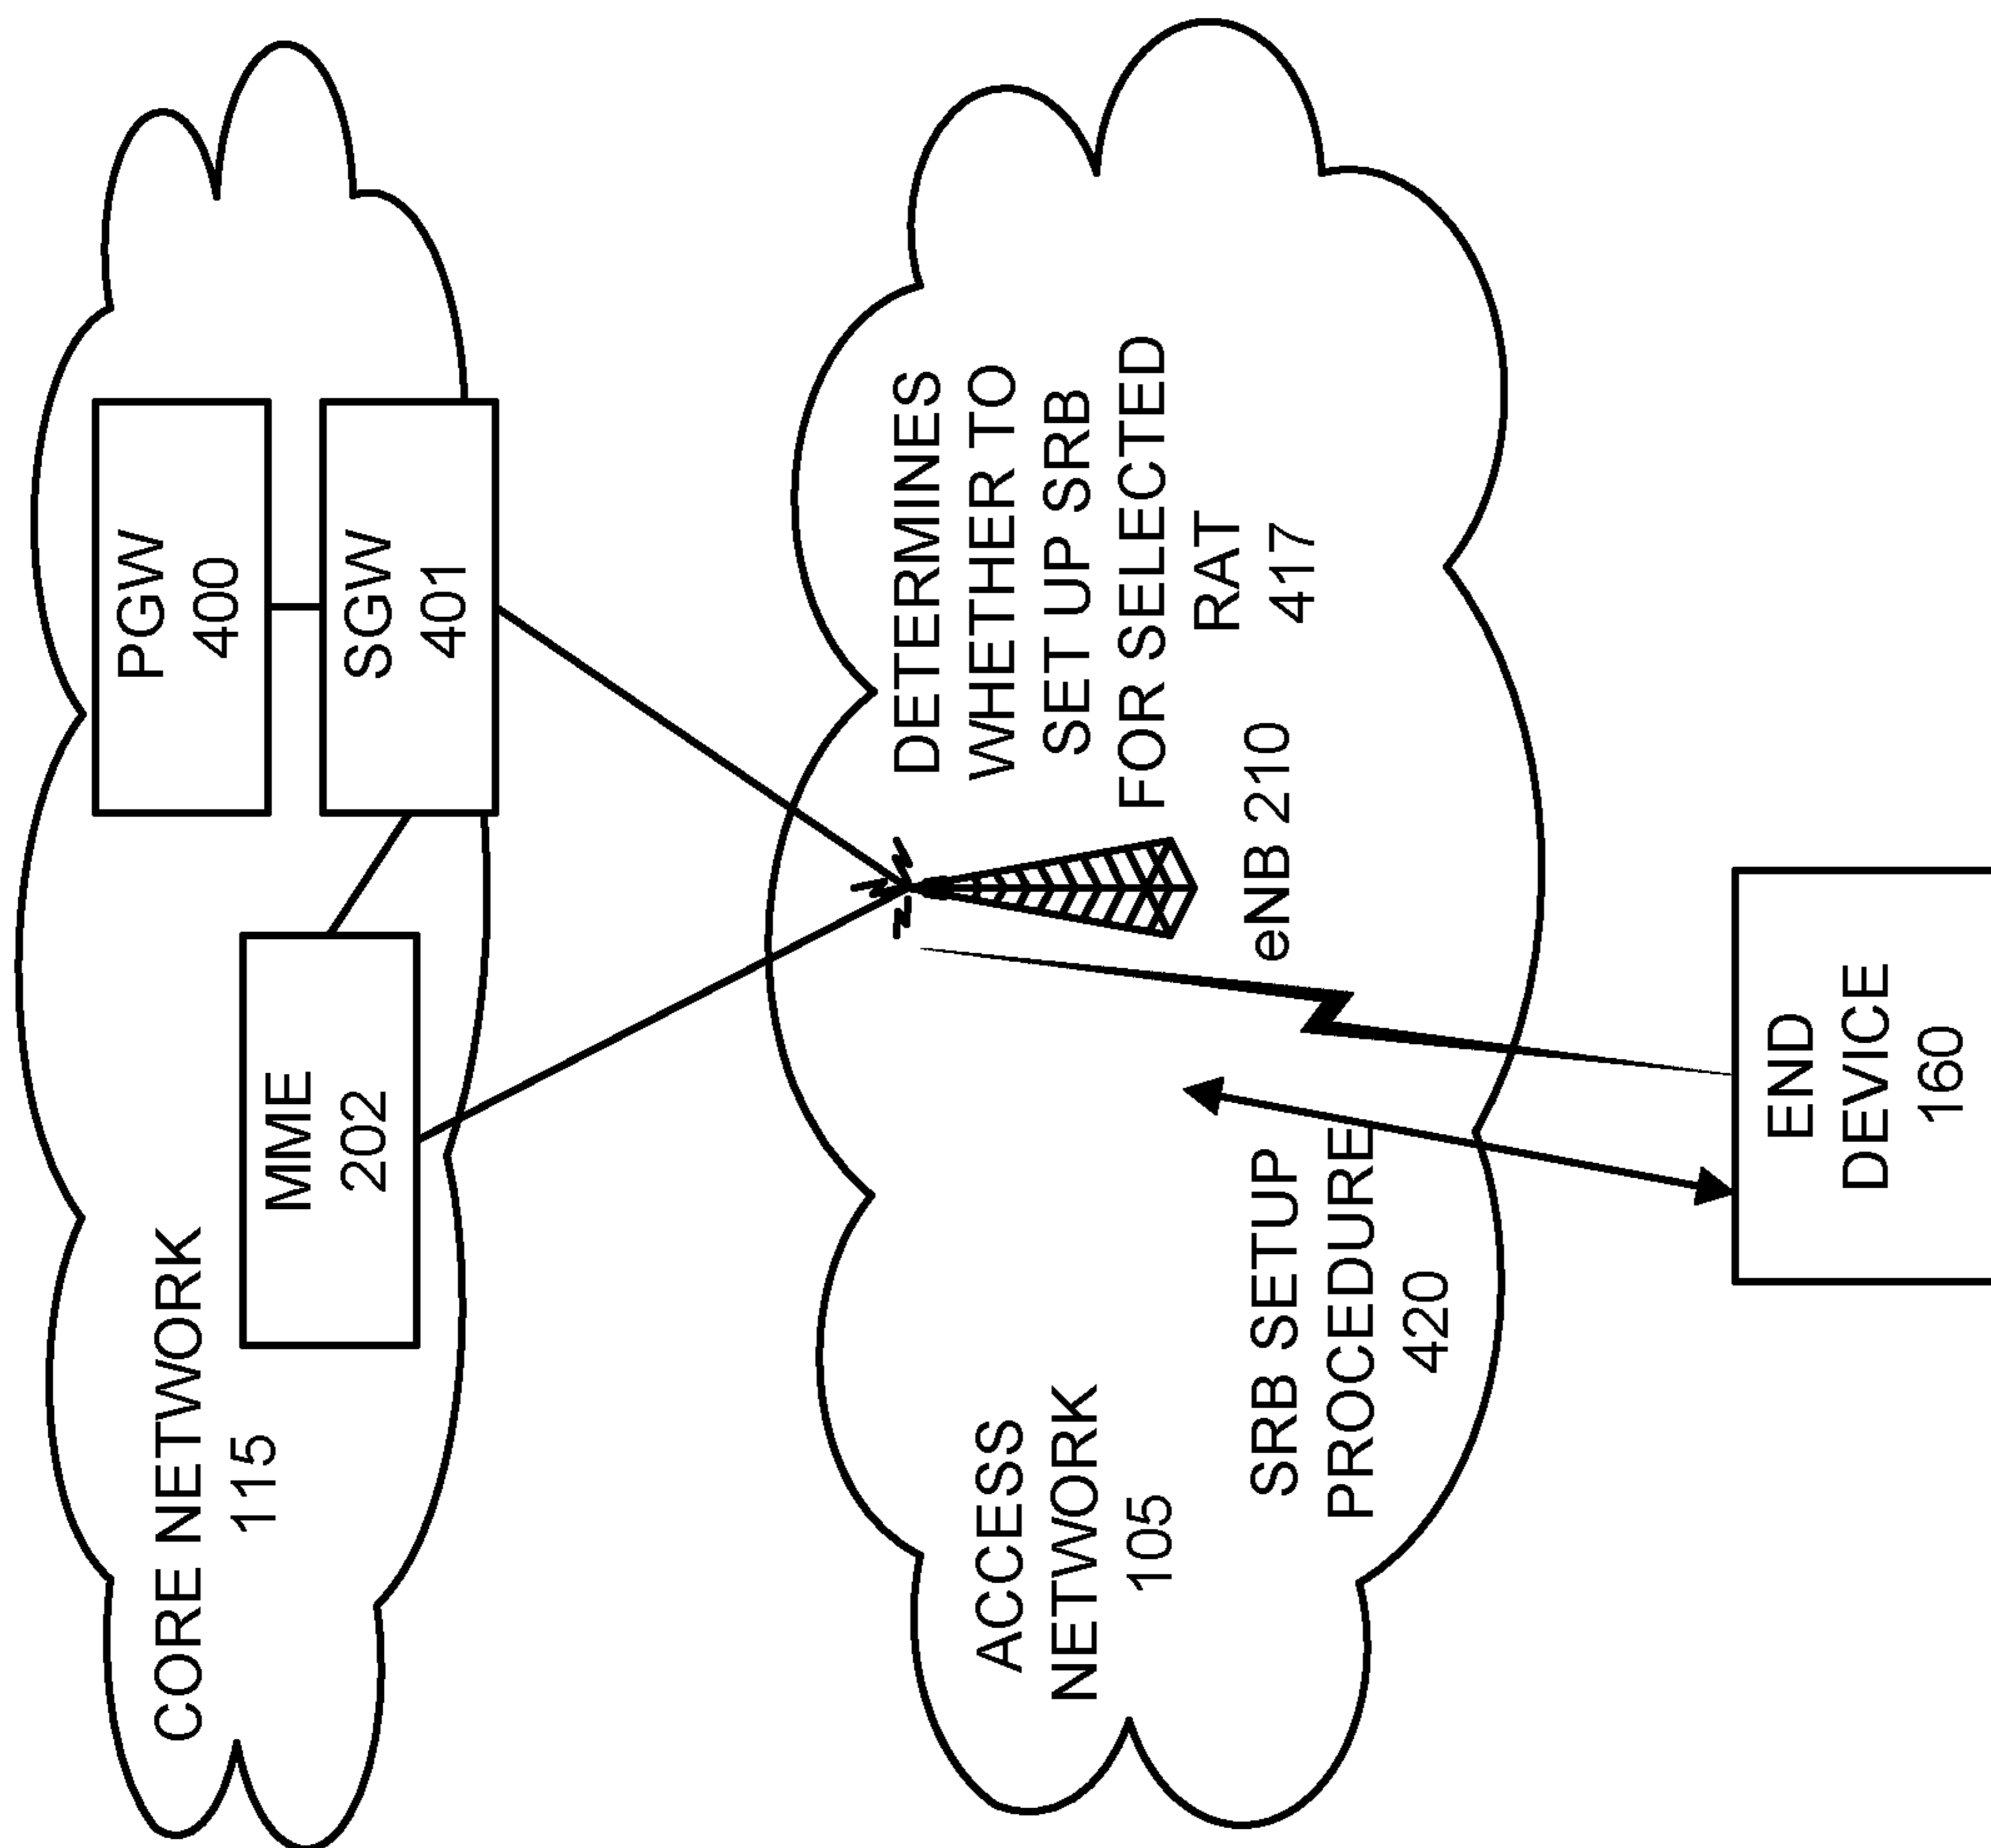 CORE NETWORK
115
MME
202
PGW
400
SGW
401
ACCESS
NETWORK
105
DETERMINES
WHETHER TO
SET UP SRB
FOR SELECTED
RAT
417
eNB 210
SRB SETUP
PROCEDURE
420
END
DEVICE
160